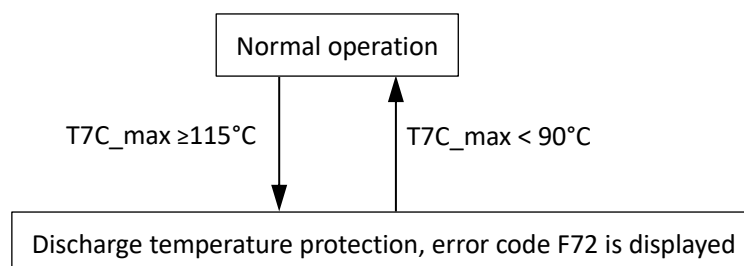 Normal operation
T7C_max ≥115°C
T7C_max < 90°C
Discharge temperature protection, error code F72 is displayed